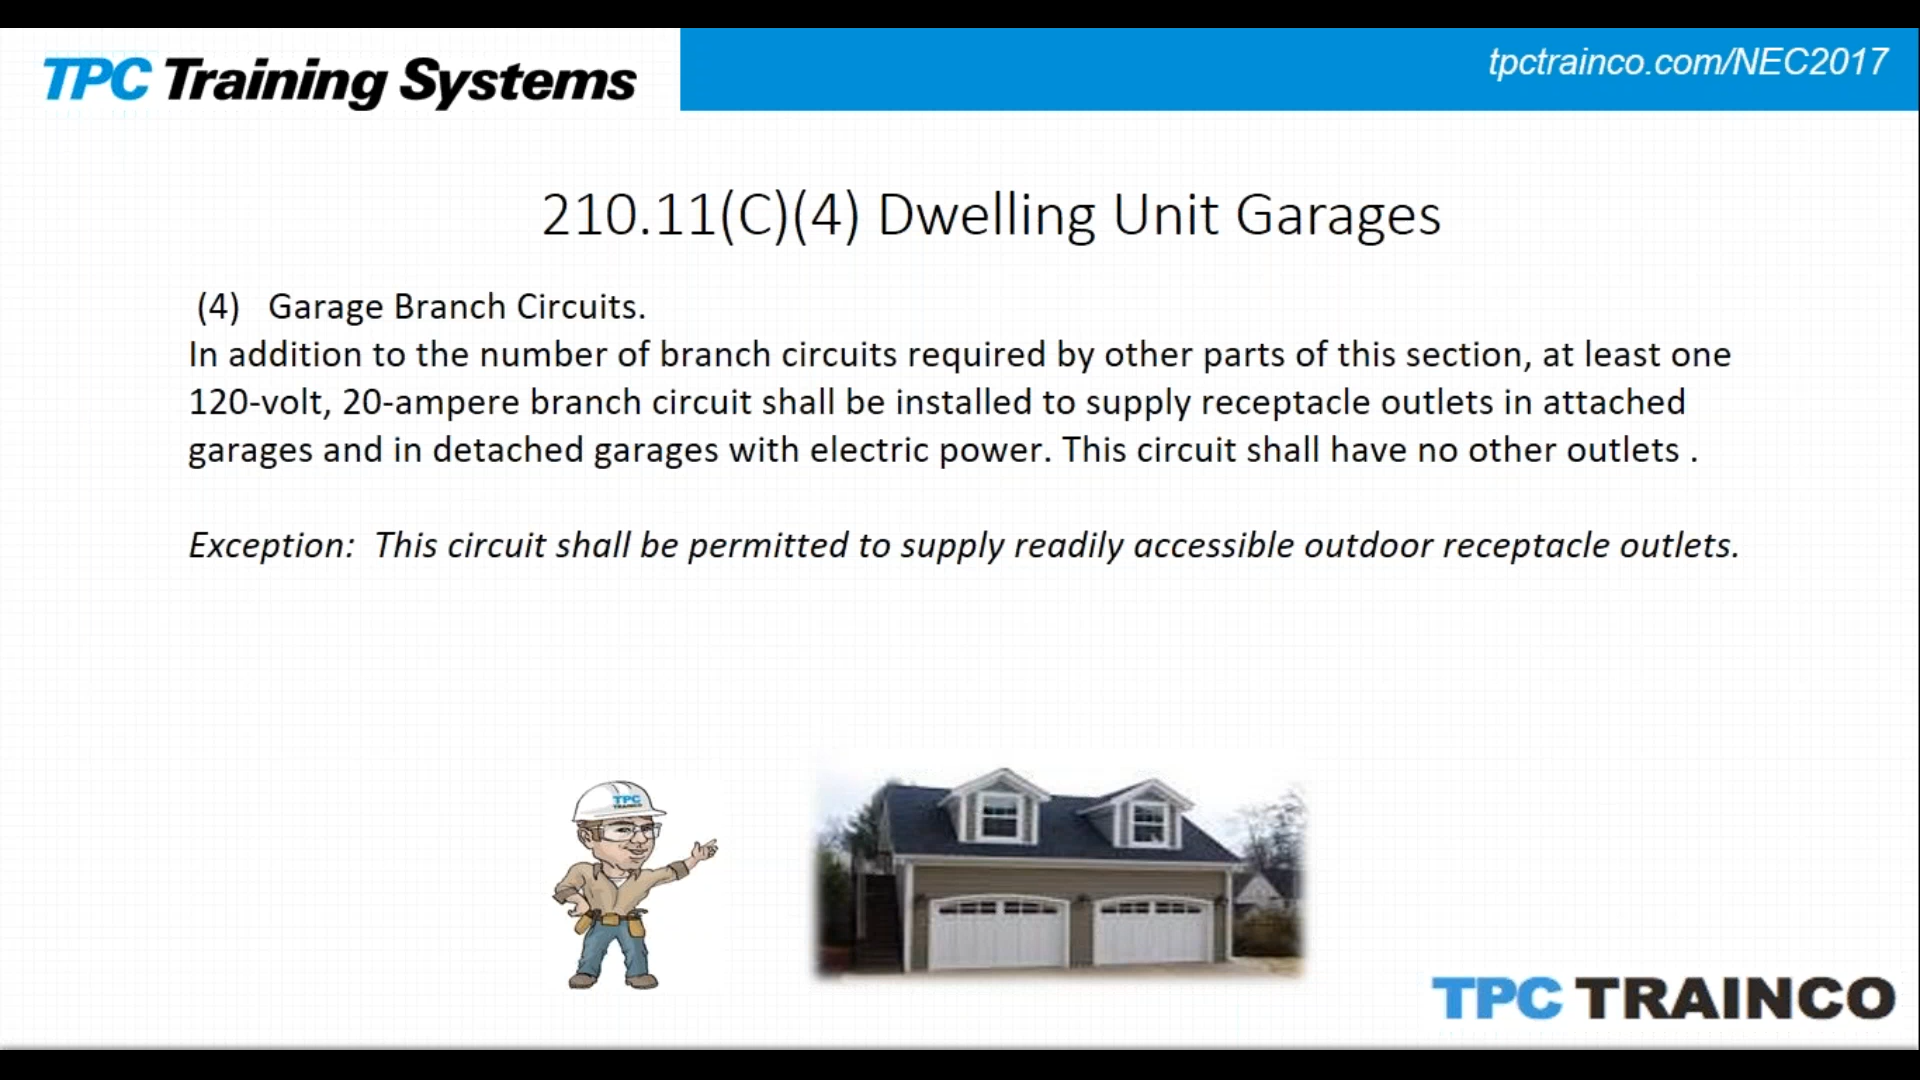 TPC Training Systems
tpctrainco.com/NEC2017
210.11(C)(4) Dwelling Unit Garages
(4) Garage Branch Circuits.
In addition to the number of branch circuits required by other parts of this section, at least one
120-volt, 20-ampere branch circuit shall be installed to supply receptacle outlets in attached
garages and in detached garages with electric power. This circuit shall have no other outlets .
Exception: This circuit shall be permitted to supply readily accessible outdoor receptacle outlets.
TPC
TRAINCO
TPC TRAINCO